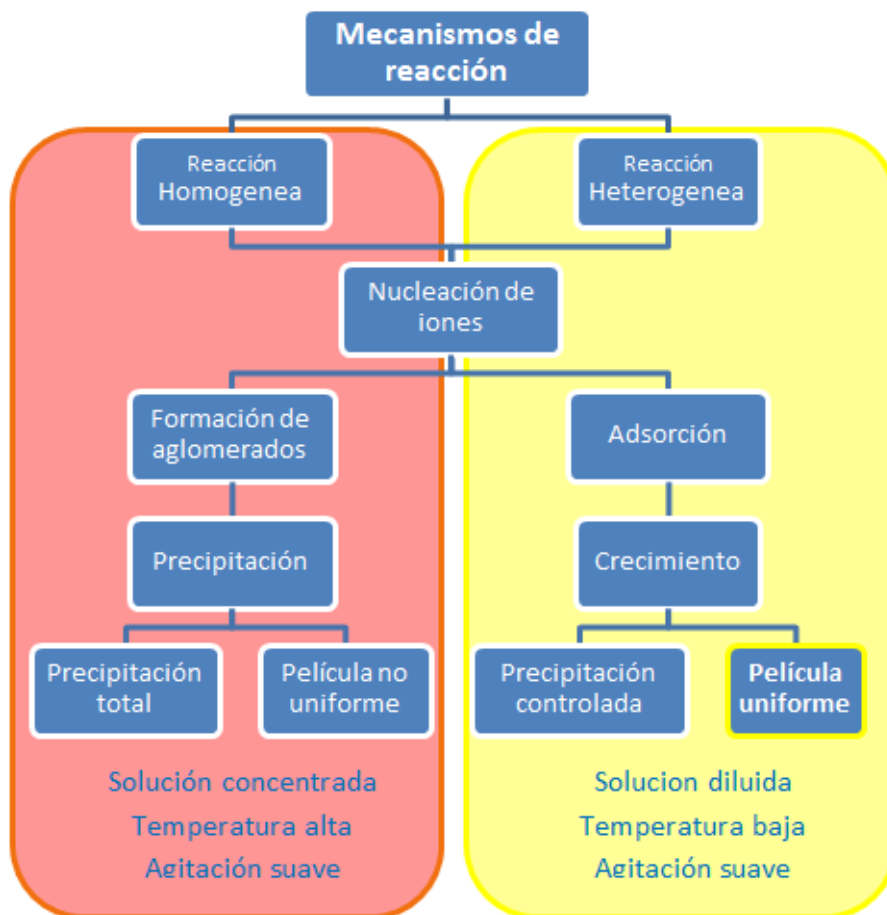 Mecanismos de
reacción
Reacción
Homogenea
Reacción
Heterogenea
Nucleación de
iones
Formación de
aglomerados
Adsorción
Precipitación
Crecimiento
Precipitación
total
Película no
uniforme
Precipitación
controlada
Película
uniforme
Solución concentrada
Temperatura alta
Agitación suave
Solucion diluida
Temperatura baja
Agitación suave